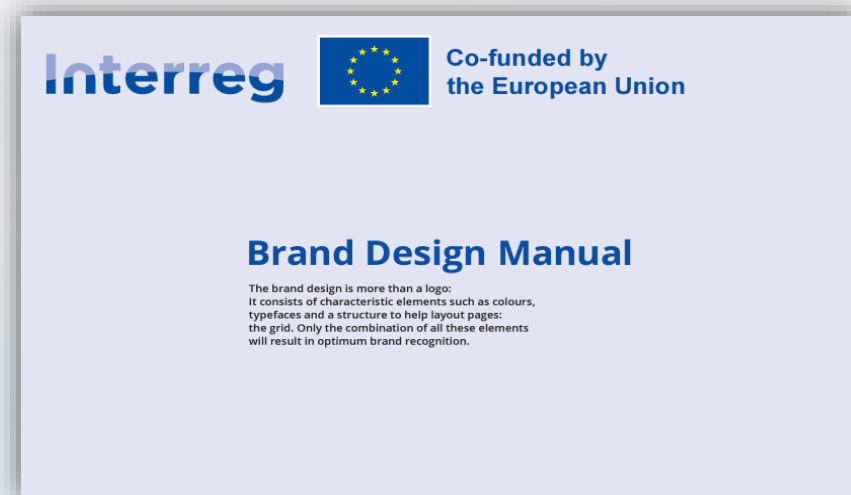 Interreg
Co-funded by
the European Union
Brand Design Manual
The brand design is more than a logo:
It consists of characteristic elements such as colours,
typefaces and a structure to help layout pages:
the grid. Only the combination of all these elements
will result in optimum brand recognition.